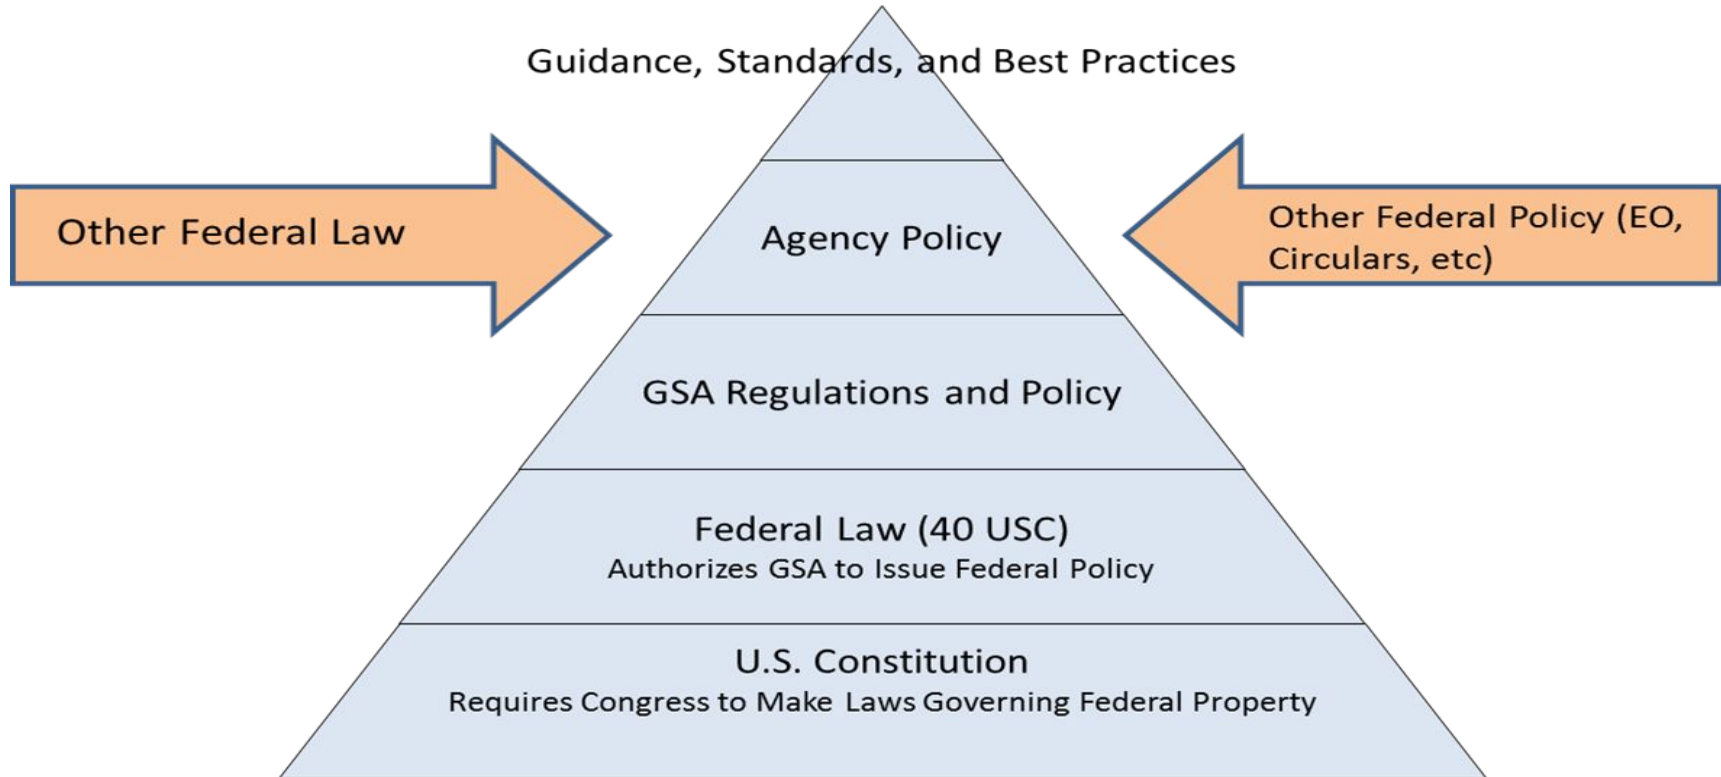 Guidance, Standards, and Best Practices
Other Federal Law
Agency Policy
Other Federal Policy (EO,
Circulars, etc)
GSA Regulations and Policy
Federal Law (40 USC)
Authorizes GSA to Issue Federal Policy
U.S. Constitution
Requires Congress to Make Laws Governing Federal Property